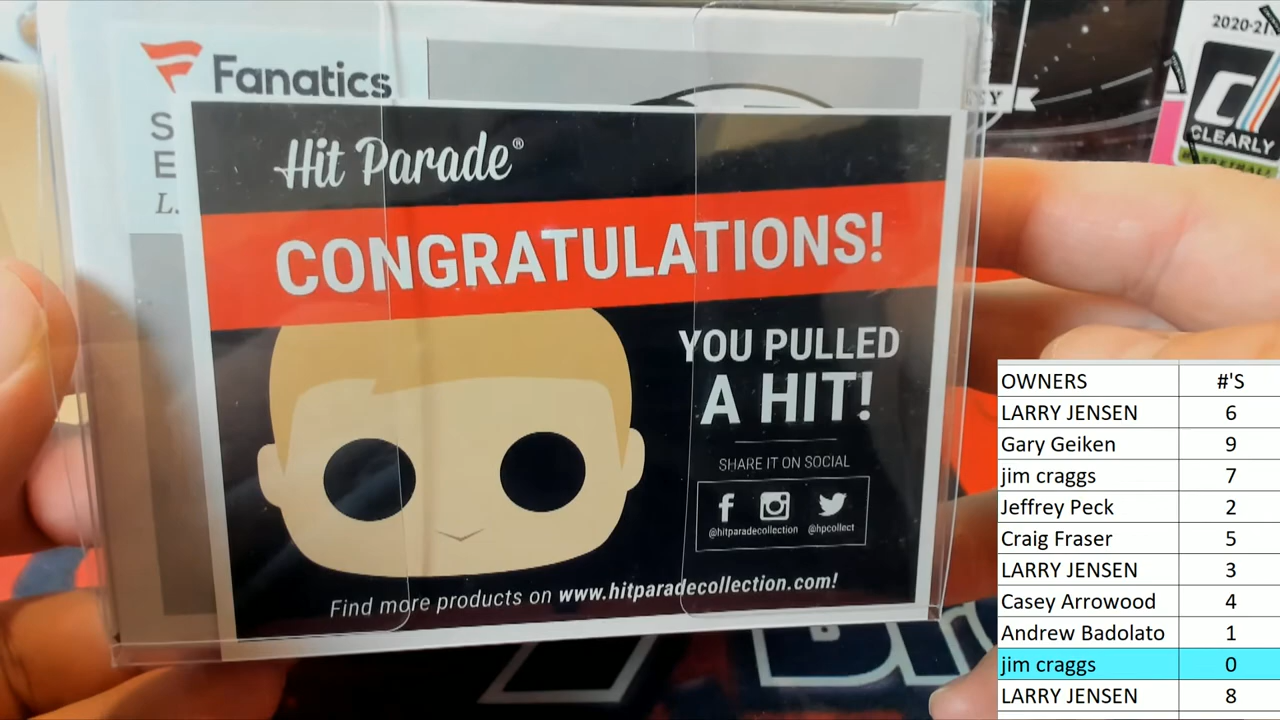 Fanatics
S
E
L.
Hit Parade®
CONGRATULATIONS!
YOU PULLED
A HIT!
SHARE IT ON SOCIAL
@hitparadecollection @hpcollect
Find more products on www.hitparadecollection.com!
2020-21
CLEARLY
BASKETBALL
OWNERS #'S
LARRY JENSEN 6
Gary Geiken 9
jim craggs 7
Jeffrey Peck 2
Craig Fraser 5
LARRY JENSEN 3
Casey Arrowood 4
Andrew Badolato 1
jim craggs 0
LARRY JENSEN 8